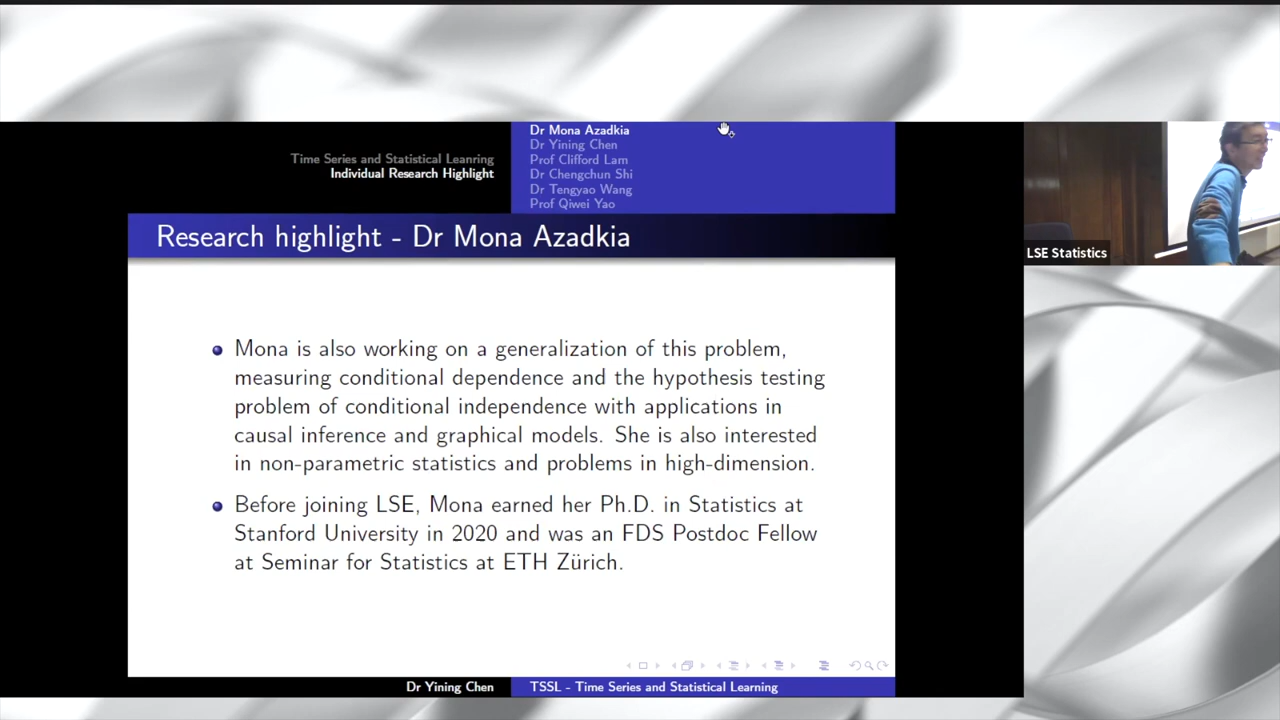 Dr Mona Azadkia
Dr Yining Chen
Time Series and Statistical Leanring
Prof Clifford Lam
Individual Research Highlight
Dr Chengchun Shi
Dr Tengyao Wang
Prof Qiwei Yao
Research highlight - Dr Mona Azadkia
LSE Statistics
Mona is also working on a generalization of this problem,
measuring conditional dependence and the hypothesis testing
problem of conditional independence with applications in
causal inference and graphical models. She is also interested
in non-parametric statistics and problems in high-dimension.
Before joining LSE, Mona earned her Ph.D. in Statistics at
Stanford University in 2020 and was an FDS Postdoc Fellow
at Seminar for Statistics at ETH Zürich.
Dr Yining Chen
TSSL - Time Series and Statistical Learning